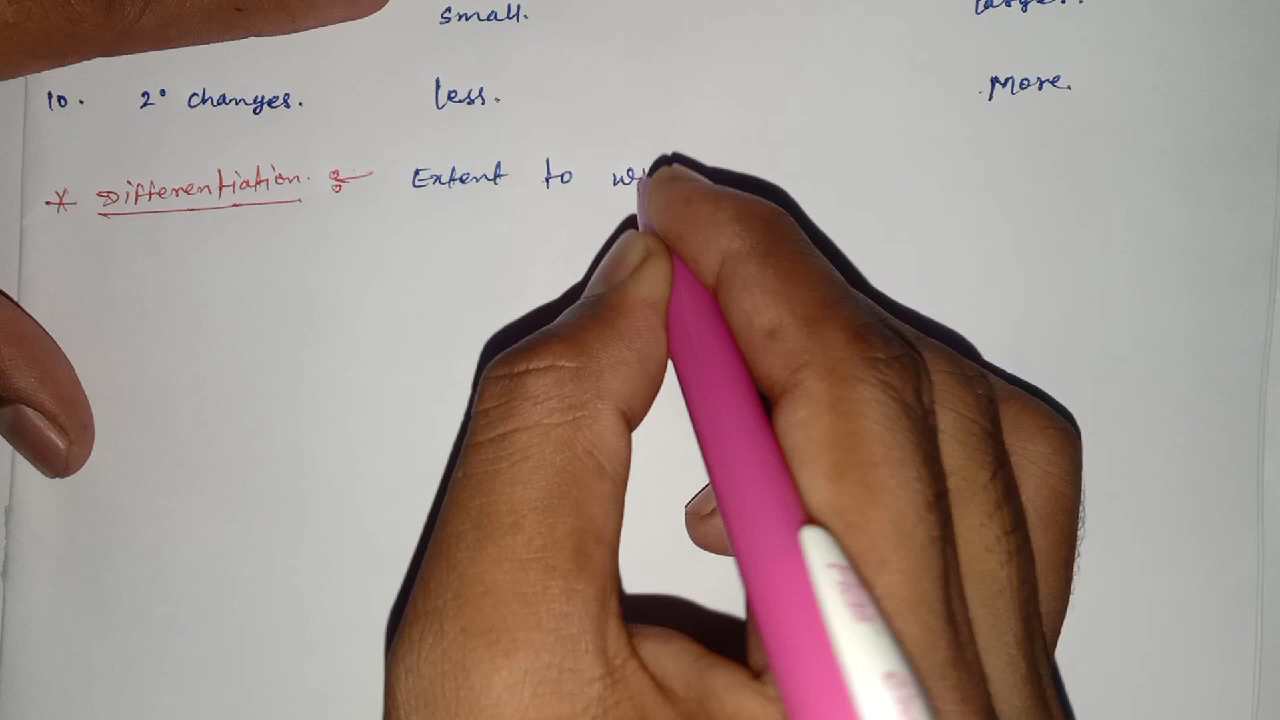 small.
10. 2° changes. less. More.
* Differentiation :- Extent to